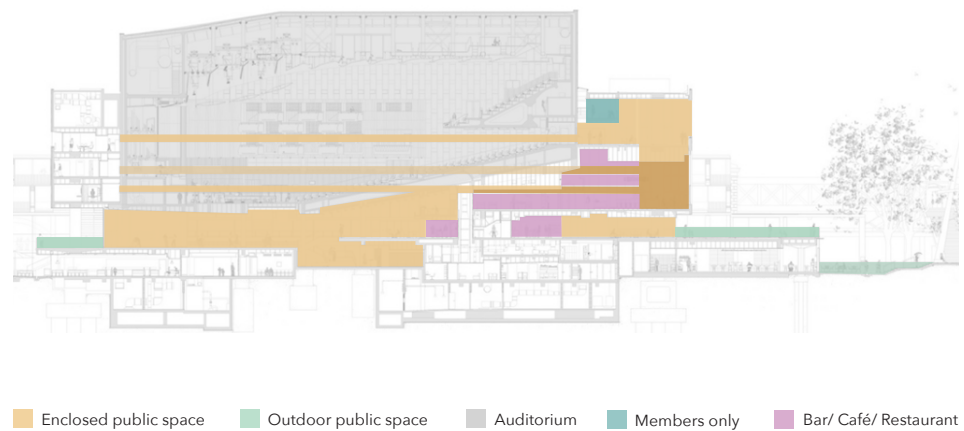 Enclosed public space
Outdoor public space
Auditorium
Members only
Bar/ Café/ Restaurant